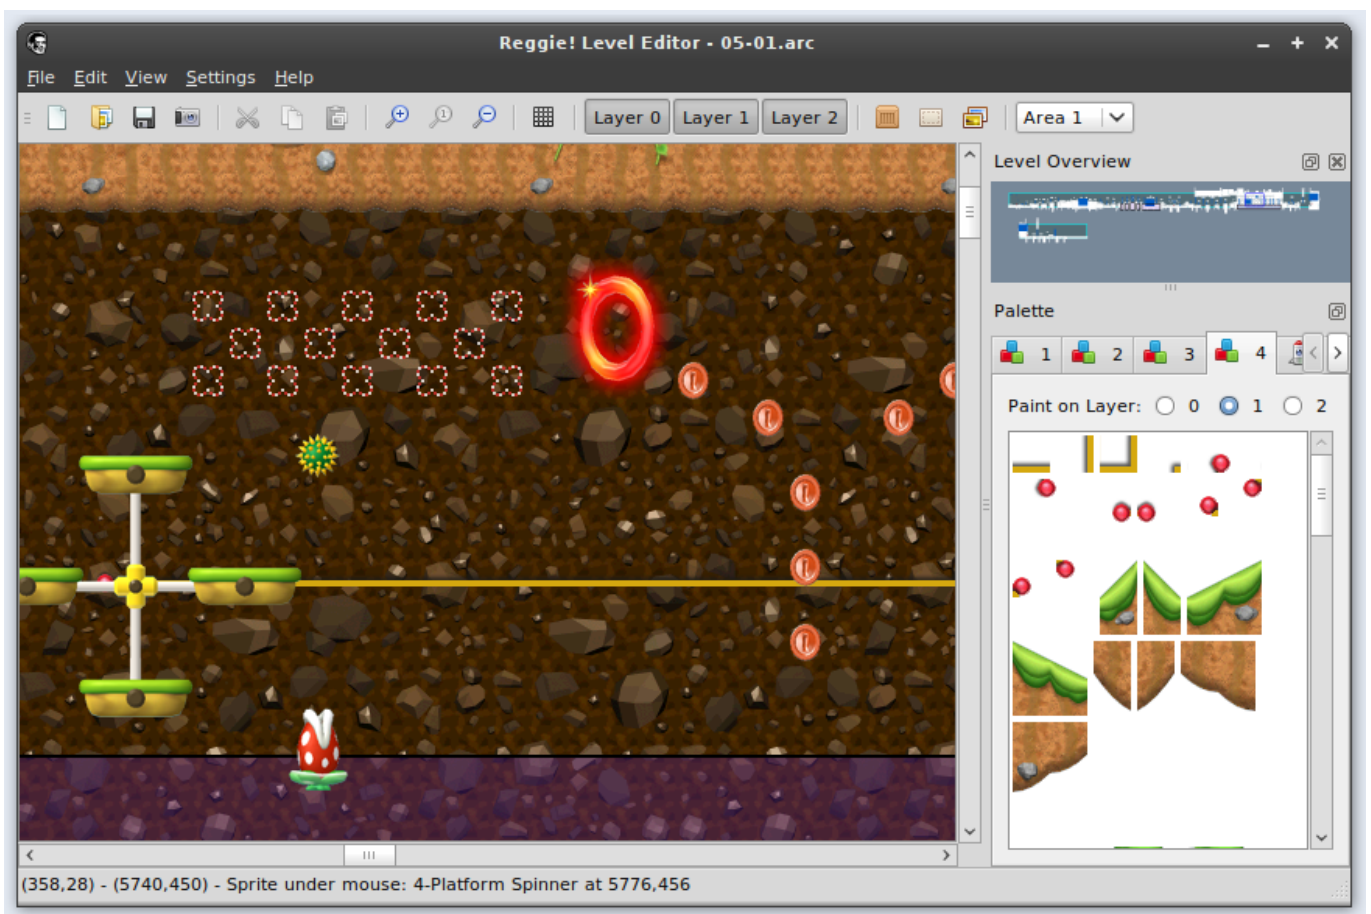 Reggie! Level Editor - 05-01.arc
File Edit View Settings Help
1 Layer 0 Layer 1 Layer 2 Area 1
Level Overview
Palette
1 2 3 4
Paint on Layer: 0 1 2
(358,28) - (5740,450) - Sprite under mouse: 4-Platform Spinner at 5776,456